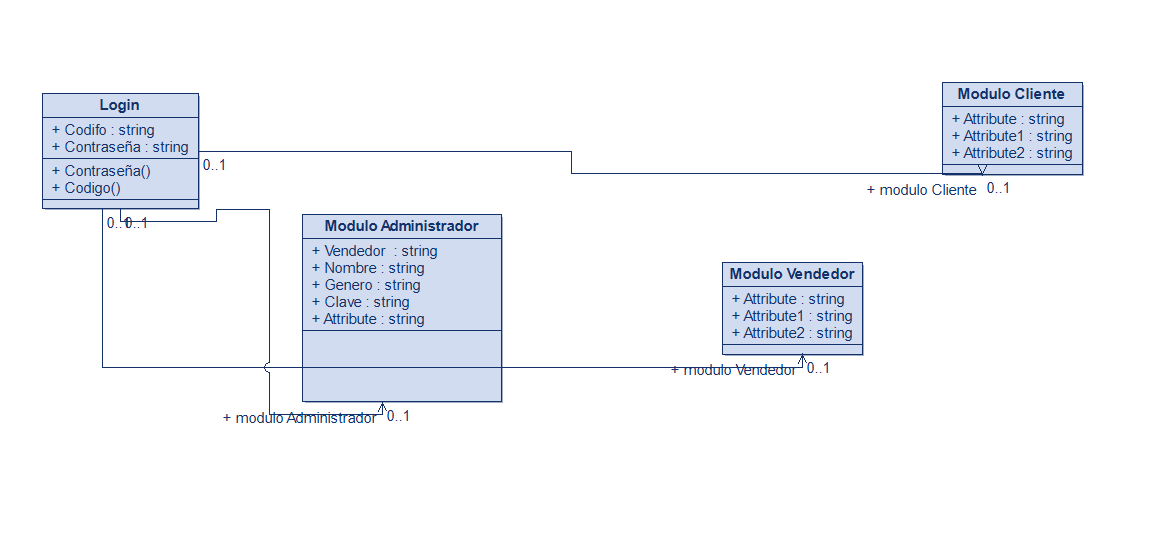 Login
+ Codifo : string
+ Contraseña : string
+ Contraseña()
+ Codigo()
0..1
0..1
0..1
Modulo Cliente
+ Attribute : string
+ Attribute1 : string
+ Attribute2 : string
+ modulo Cliente
0..1
Modulo Administrador
+ Vendedor : string
+ Nombre : string
+ Genero : string
+ Clave : string
+ Attribute : string
+ modulo Administrador
0..1
Modulo Vendedor
+ Attribute : string
+ Attribute1 : string
+ Attribute2 : string
+ modulo Vendedor
0..1